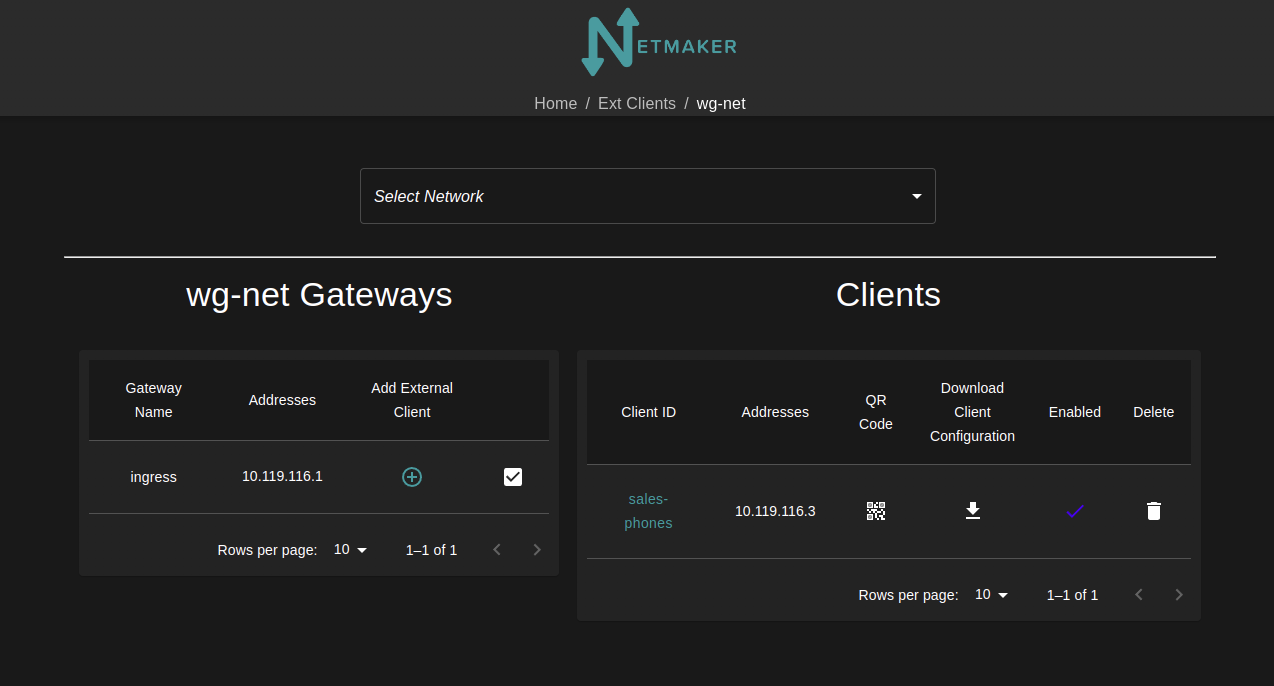 NETMAKER
Home / Ext Clients / wg-net
Select Network
wg-net Gateways
Gateway
Name
Addresses
Add External
Client
ingress
10.119.116.1
Rows per page: 10 1–1 of 1
Clients
Client ID
Addresses
QR
Code
Download
Client
Configuration
Enabled
Delete
sales-
phones
10.119.116.3
Rows per page: 10 1–1 of 1